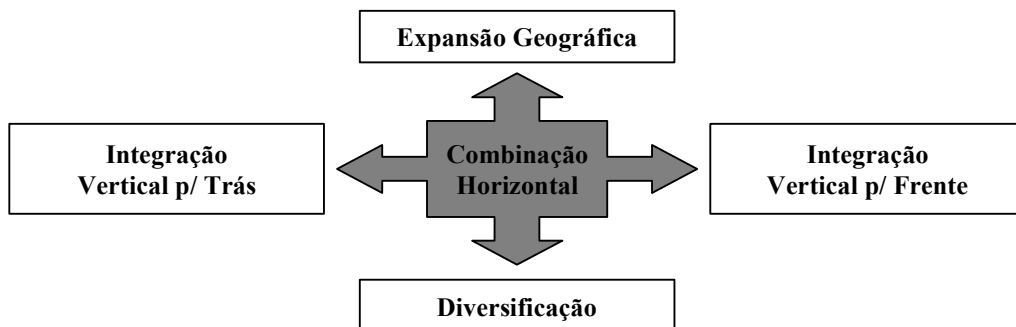 Expansão Geográfica
Integração
Vertical p/ Trás
Combinação
Horizontal
Integração
Vertical p/ Frente
Diversificação